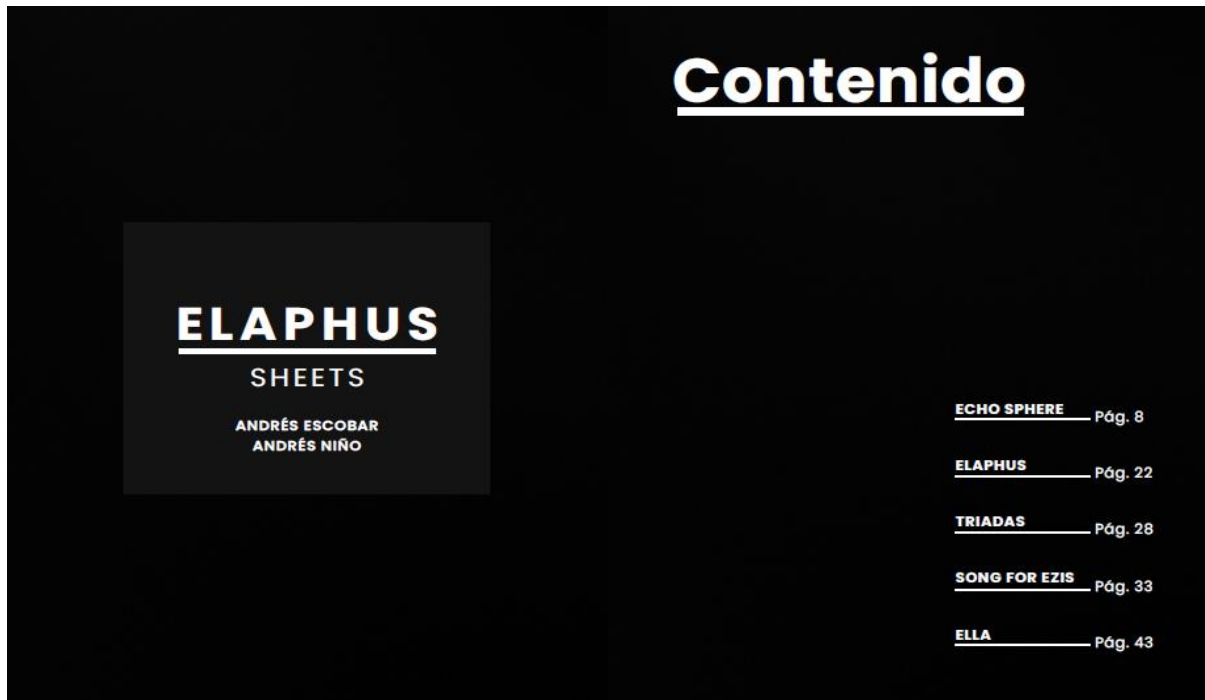 ELAPHUS
SHEETS
ANDRÉS ESCOBAR
ANDRÉS NIÑO
Contenido
ECHO SPHERE Pág. 8
ELAPHUS Pág. 22
TRIADAS Pág. 28
SONG FOR EZIS Pág. 33
ELLA Pág. 43